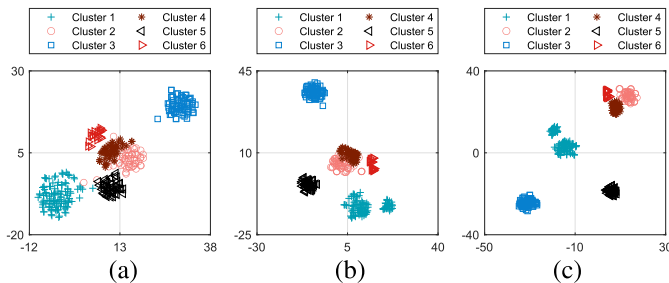 Cluster 1 Cluster 4 Cluster 1 Cluster 4 Cluster 1 Cluster 4
Cluster 2 Cluster 5 Cluster 2 Cluster 5 Cluster 2 Cluster 5
Cluster 3 Cluster 6 Cluster 3 Cluster 6 Cluster 3 Cluster 6
30 45 40
5 10 0
-20 -25 -40
-12 13 38 -30 5 40 -50 -10 30
(a) (b) (c)